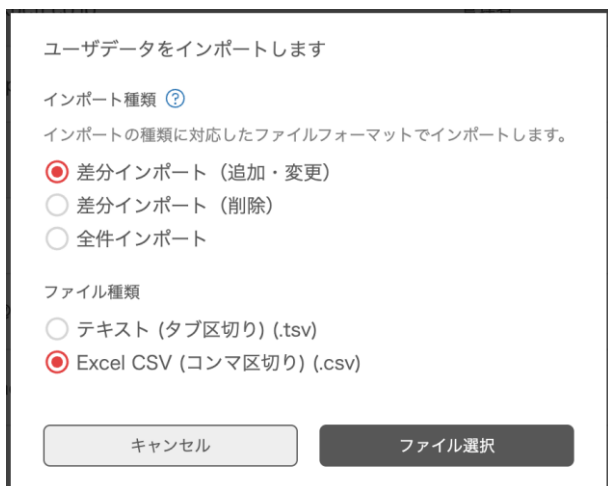 ユーザデータをインポートします
インポート種類 ?
インポートの種類に対応したファイルフォーマットでインポートします。
差分インポート（追加・変更）
差分インポート（削除）
全件インポート
ファイル種類
テキスト (タブ区切り) (.tsv)
Excel CSV (コンマ区切り) (.csv)
キャンセル
ファイル選択